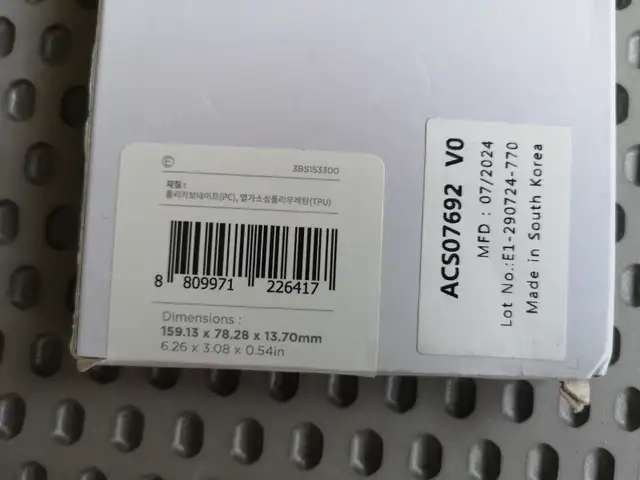 Ⓔ 3BS153300
재질 :
폴리카보네이트(PC), 열가소성폴리우레탄(TPU)
8 809971 226417
Dimensions :
159.13 x 78.28 x 13.70mm
6.26 x 3.08 x 0.54in
ACS07692 V0
MFD : 07/2024
Lot No.:E1-290724-770
Made in South Korea